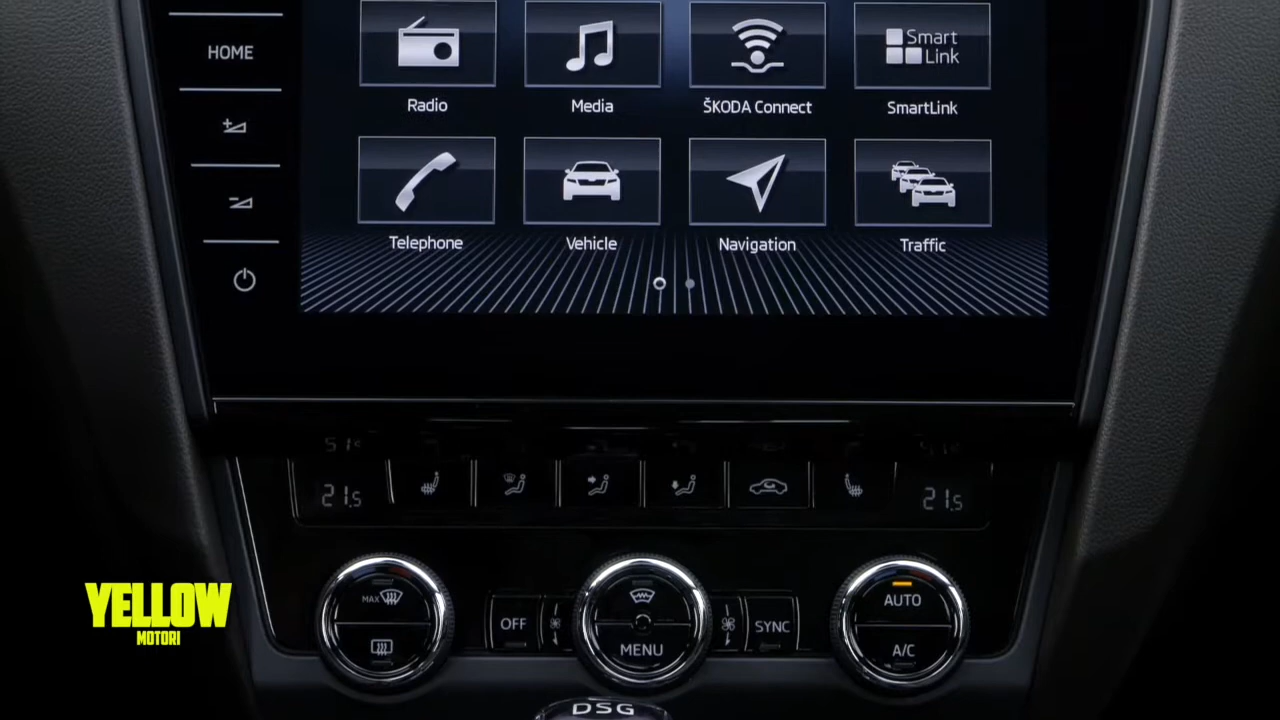 HOME
Radio
Media
ŠKODA Connect
Smart
Link
SmartLink
Telephone
Vehicle
Navigation
Traffic
21.5
21.5
MAX
OFF
MENU
SYNC
AUTO
A/C
DSG
YELLOW
MOTORI